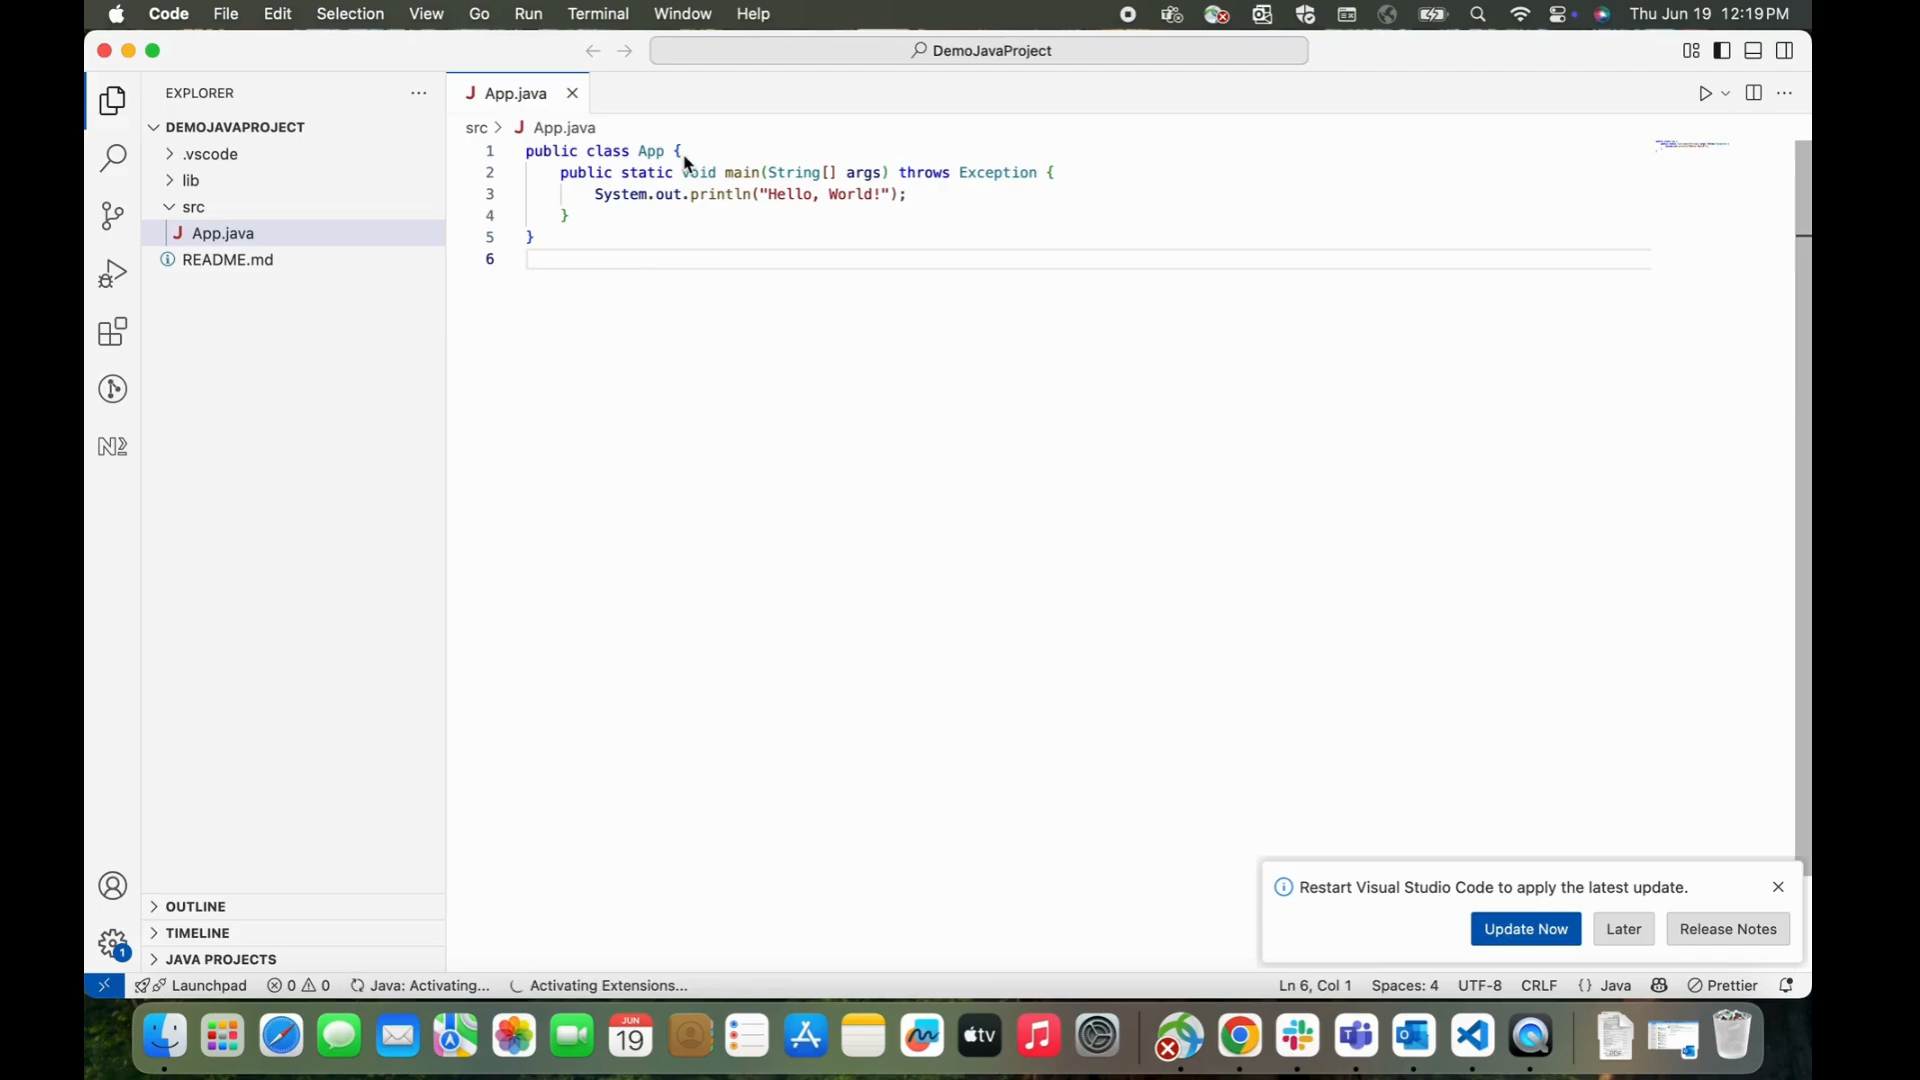 Code File Edit Selection View Go Run Terminal Window Help Thu Jun 19 12:19 PM
DemoJavaProject
EXPLORER
App.java
DEMOJAVAPROJECT
src > App.java
.vscode
lib
src
App.java
README.md
1 public class App {
2 public static void main(String[] args) throws Exception {
3 System.out.println("Hello, World!");
4 }
5 }
6
OUTLINE
TIMELINE
JAVA PROJECTS
1
Restart Visual Studio Code to apply the latest update.
Update Now Later Release Notes
Launchpad 0 0 Java: Activating... Activating Extensions... Ln 6, Col 1 Spaces: 4 UTF-8 CRLF {} Java Prettier
JUN
19
tv